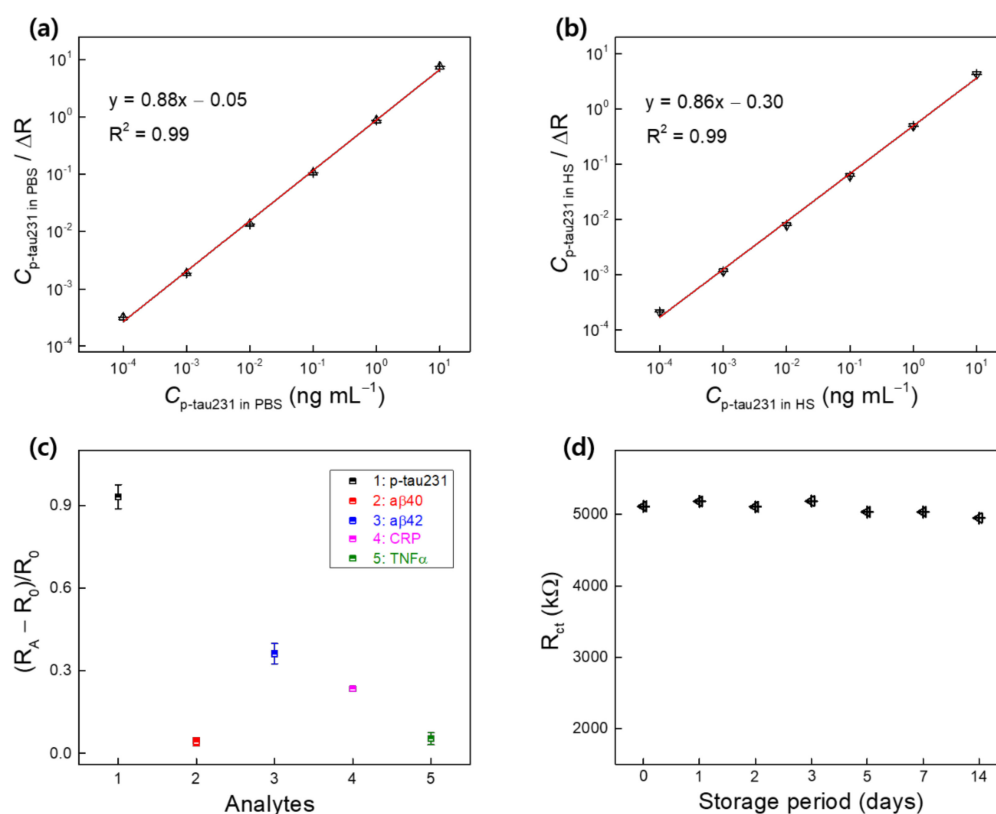 (a)
10¹
10⁰
10⁻¹
10⁻²
10⁻³
10⁻⁴
C p-tau231 in PBS / ΔR
y = 0.88x − 0.05
R² = 0.99
10⁻⁴ 10⁻³ 10⁻² 10⁻¹ 10⁰ 10¹
C p-tau231 in PBS (ng mL⁻¹)
(b)
10¹
10⁰
10⁻¹
10⁻²
10⁻³
10⁻⁴
C p-tau231 in HS / ΔR
y = 0.86x − 0.30
R² = 0.99
10⁻⁴ 10⁻³ 10⁻² 10⁻¹ 10⁰ 10¹
C p-tau231 in HS (ng mL⁻¹)
(c)
0.9
0.6
0.3
0.0
(R_A − R₀)/R₀
1: p-tau231
2: aβ40
3: aβ42
4: CRP
5: TNFα
1 2 3 4 5
Analytes
(d)
5000
4000
3000
2000
R_ct (kΩ)
0 1 2 3 5 7 14
Storage period (days)